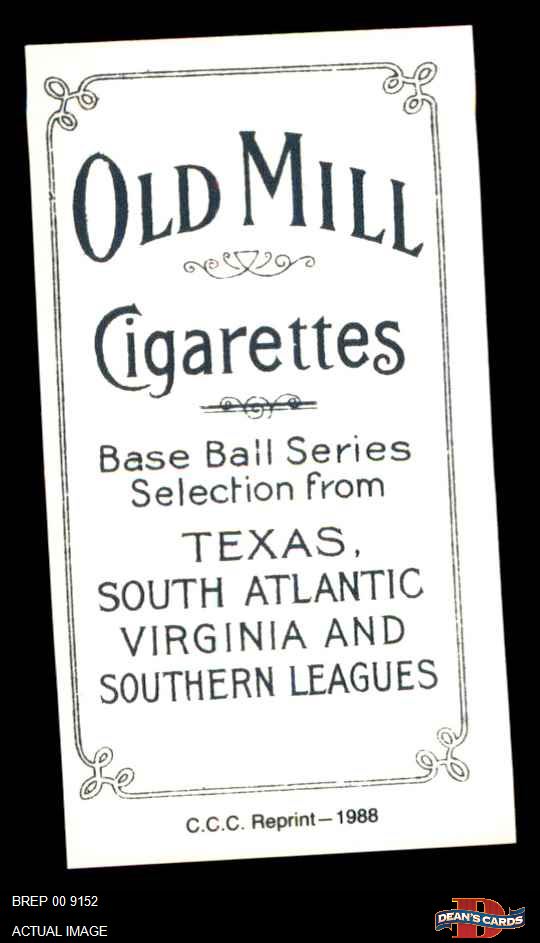 OLD MILL
Cigarettes
Base Ball Series
Selection from
TEXAS,
SOUTH ATLANTIC
VIRGINIA AND
SOUTHERN LEAGUES
C.C.C. Reprint—1988
BREP 00 9152
ACTUAL IMAGE
D
DEAN'S CARDS